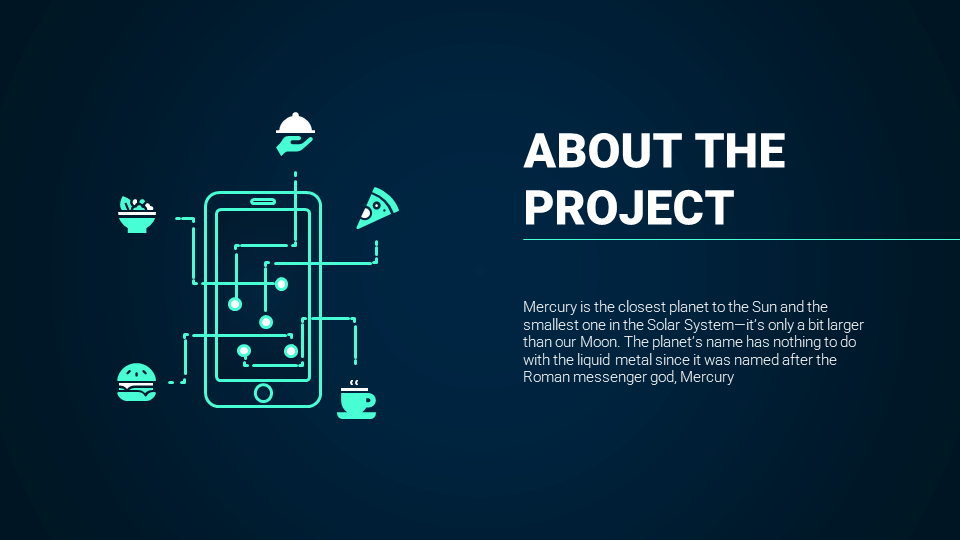 ABOUT THE
PROJECT
Mercury is the closest planet to the Sun and the
smallest one in the Solar System—it's only a bit larger
than our Moon. The planet's name has nothing to do
with the liquid metal since it was named after the
Roman messenger god, Mercury